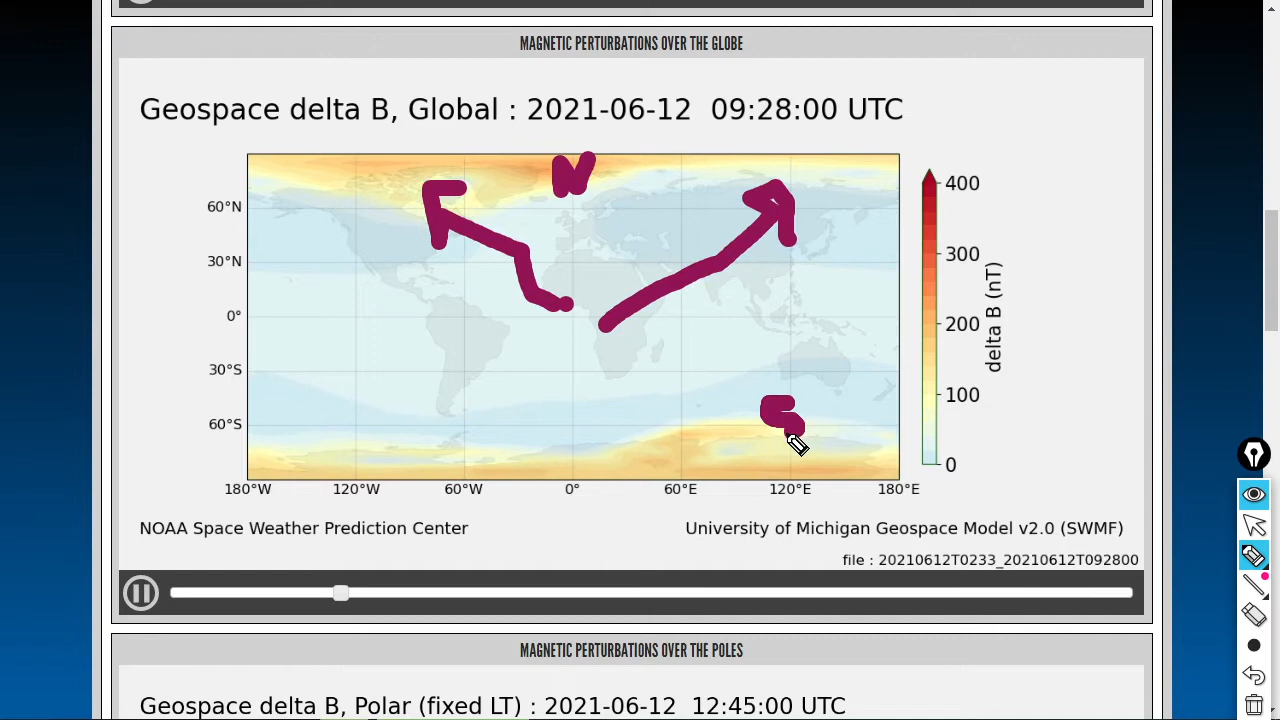 MAGNETIC PERTURBATIONS OVER THE GLOBE
Geospace delta B, Global : 2021-06-12 09:28:00 UTC
N
400
60°N
300
30°N
0°
200
30°S
100
60°S
0
delta B (nT)
S
180°W 120°W 60°W 0° 60°E 120°E 180°E
NOAA Space Weather Prediction Center
University of Michigan Geospace Model v2.0 (SWMF)
file : 20210612T0233_20210612T092800
MAGNETIC PERTURBATIONS OVER THE POLES
Geospace delta B, Polar (fixed LT) : 2021-06-12 12:45:00 UTC